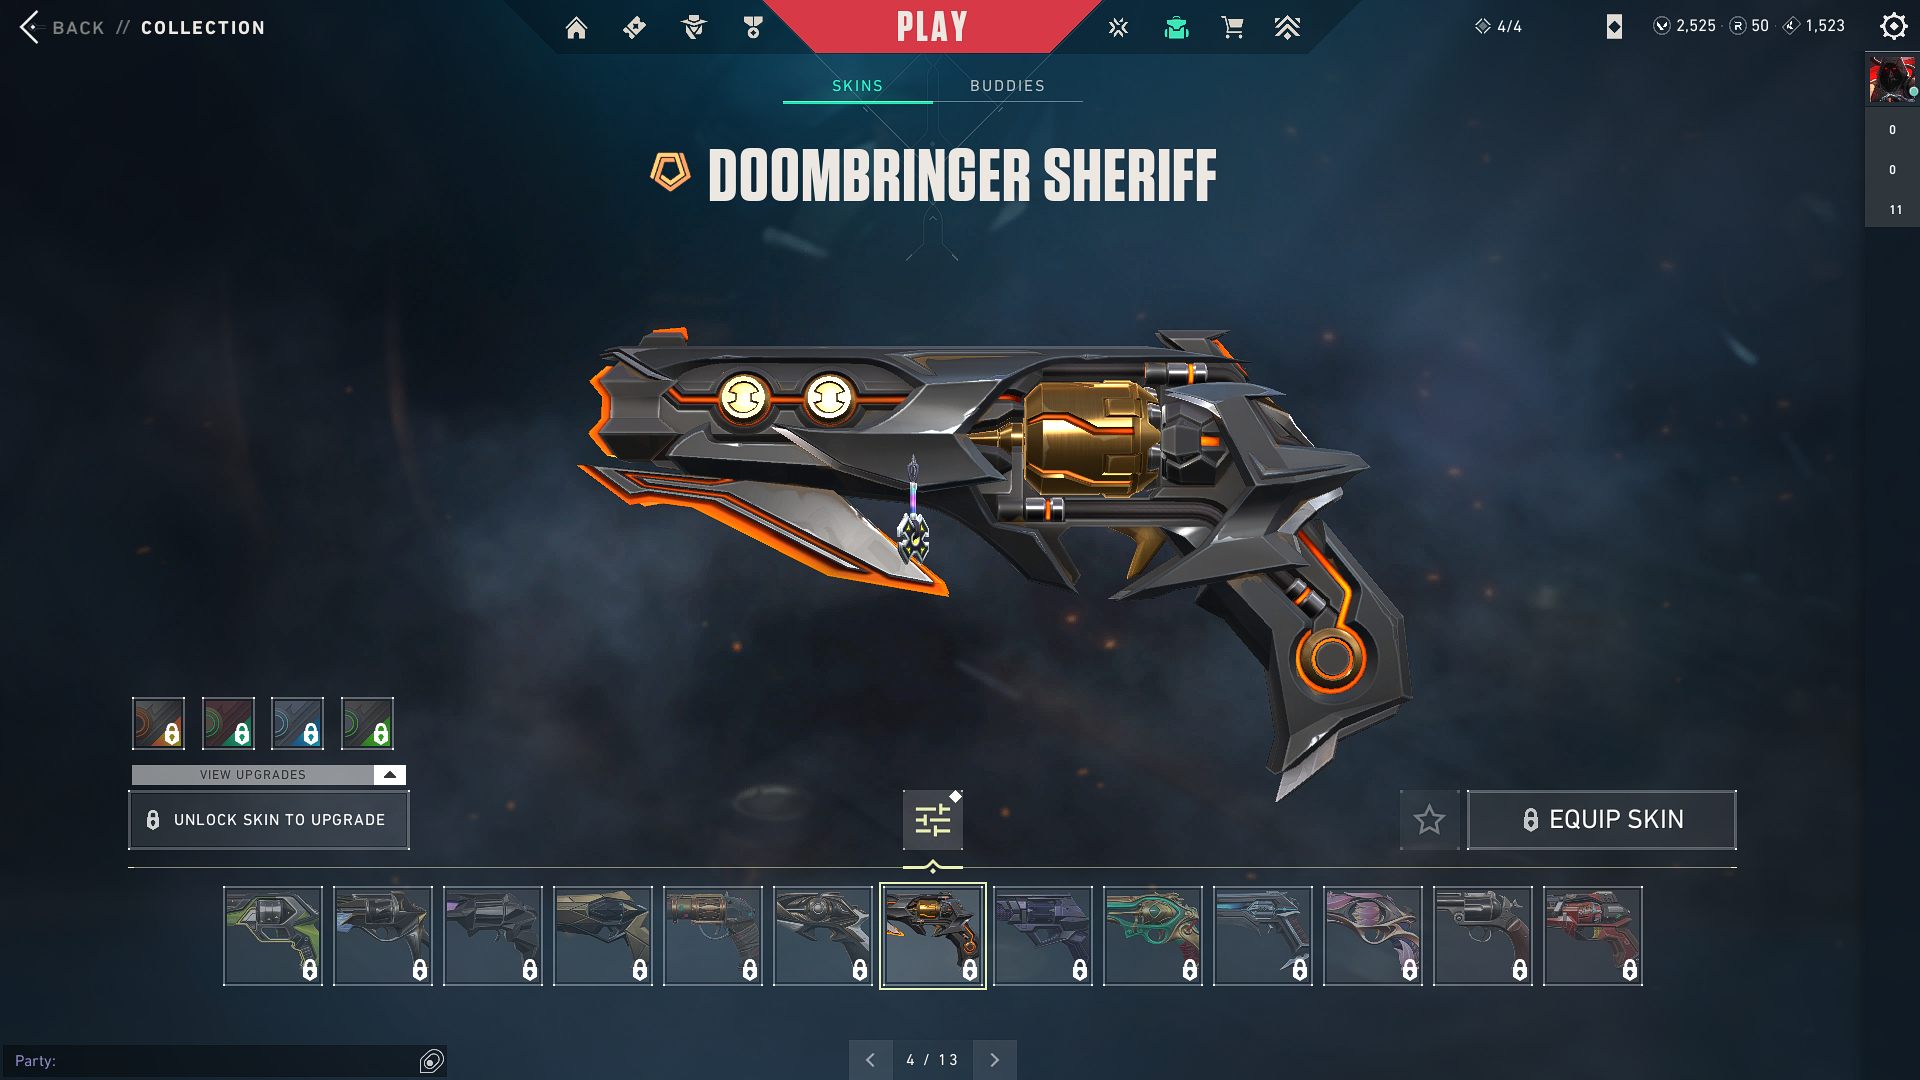 BACK // COLLECTION
PLAY
4/4
2,525
50
1,523
SKINS
BUDDIES
0
0
11
DOOMBRINGER SHERIFF
VIEW UPGRADES
UNLOCK SKIN TO UPGRADE
EQUIP SKIN
Party:
4 / 13